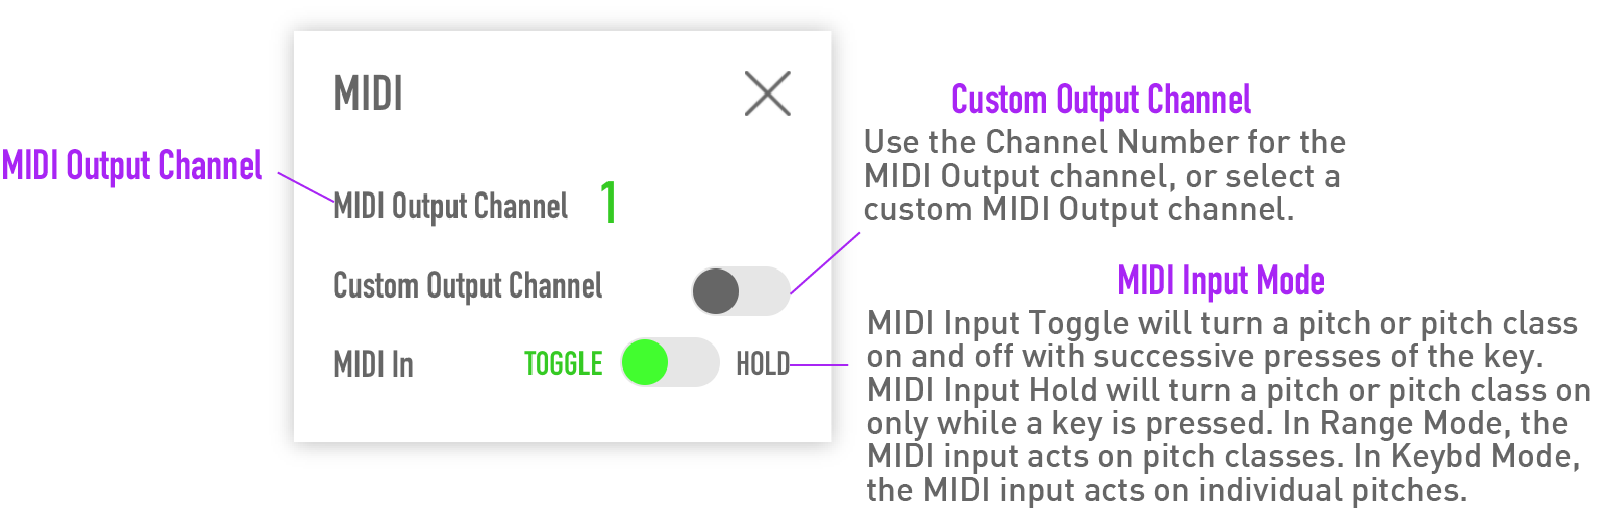 MIDI
MIDI Output Channel
MIDI Output Channel 1
Custom Output Channel
MIDI In TOGGLE HOLD
Custom Output Channel
Use the Channel Number for the
MIDI Output channel, or select a
custom MIDI Output channel.
MIDI Input Mode
MIDI Input Toggle will turn a pitch or pitch class
on and off with successive presses of the key.
MIDI Input Hold will turn a pitch or pitch class on
only while a key is pressed. In Range Mode, the
MIDI input acts on pitch classes. In Keybd Mode,
the MIDI input acts on individual pitches.